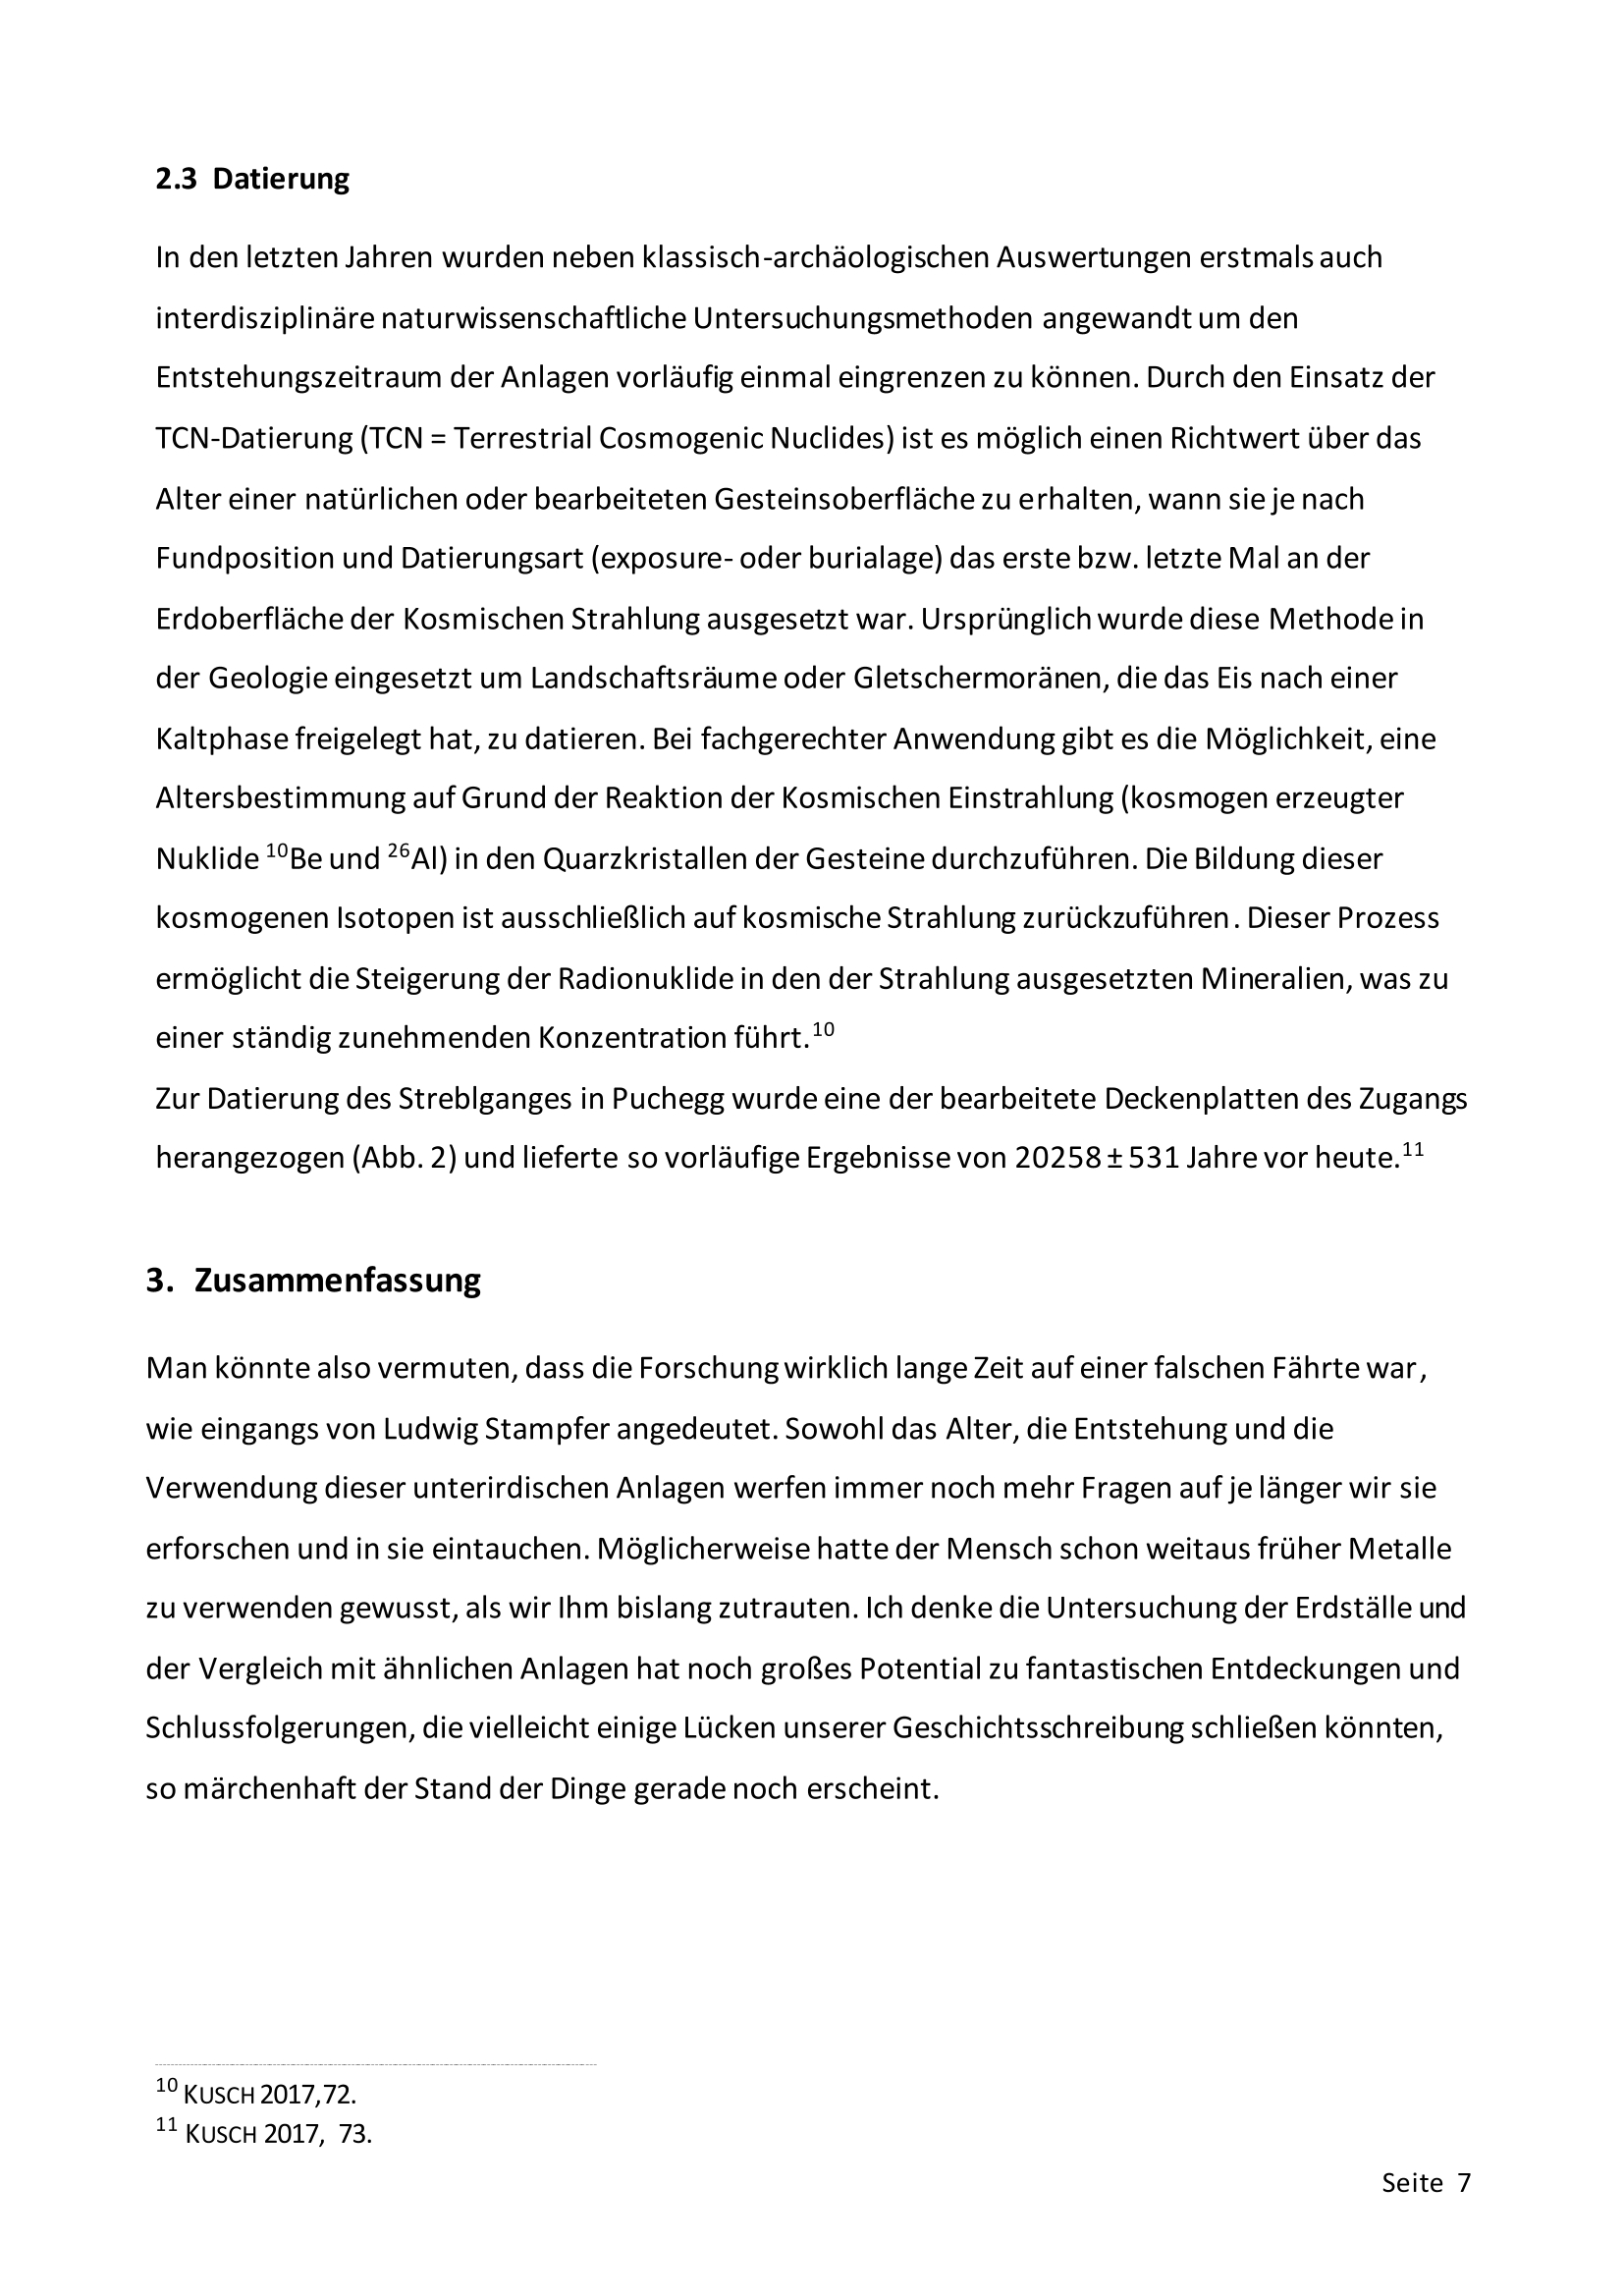 2.3 Datierung
In den letzten Jahren wurden neben klassisch-archäologischen Auswertungen erstmals auch
interdisziplinäre naturwissenschaftliche Untersuchungsmethoden angewandt um den
Entstehungszeitraum der Anlagen vorläufig einmal eingrenzen zu können. Durch den Einsatz der
TCN-Datierung (TCN = Terrestrial Cosmogenic Nuclides) ist es möglich einen Richtwert über das
Alter einer natürlichen oder bearbeiteten Gesteinsoberfläche zu erhalten, wann sie je nach
Fundposition und Datierungsart (exposure- oder burialage) das erste bzw. letzte Mal an der
Erdoberfläche der Kosmischen Strahlung ausgesetzt war. Ursprünglich wurde diese Methode in
der Geologie eingesetzt um Landschaftsräume oder Gletschermoränen, die das Eis nach einer
Kaltphase freigelegt hat, zu datieren. Bei fachgerechter Anwendung gibt es die Möglichkeit, eine
Altersbestimmung auf Grund der Reaktion der Kosmischen Einstrahlung (kosmogen erzeugter
Nuklide ¹⁰Be und ²⁶Al) in den Quarzkristallen der Gesteine durchzuführen. Die Bildung dieser
kosmogenen Isotopen ist ausschließlich auf kosmische Strahlung zurückzuführen. Dieser Prozess
ermöglicht die Steigerung der Radionuklide in den der Strahlung ausgesetzten Mineralien, was zu
einer ständig zunehmenden Konzentration führt.¹⁰
Zur Datierung des Streblganges in Puchegg wurde eine der bearbeitete Deckenplatten des Zugangs
herangezogen (Abb. 2) und lieferte so vorläufige Ergebnisse von 20258 ± 531 Jahre vor heute.¹¹
3. Zusammenfassung
Man könnte also vermuten, dass die Forschung wirklich lange Zeit auf einer falschen Fährte war,
wie eingangs von Ludwig Stampfer angedeutet. Sowohl das Alter, die Entstehung und die
Verwendung dieser unterirdischen Anlagen werfen immer noch mehr Fragen auf je länger wir sie
erforschen und in sie eintauchen. Möglicherweise hatte der Mensch schon weitaus früher Metalle
zu verwenden gewusst, als wir Ihm bislang zutrauten. Ich denke die Untersuchung der Erdställe und
der Vergleich mit ähnlichen Anlagen hat noch großes Potential zu fantastischen Entdeckungen und
Schlussfolgerungen, die vielleicht einige Lücken unserer Geschichtsschreibung schließen könnten,
so märchenhaft der Stand der Dinge gerade noch erscheint.
¹⁰ KUSCH 2017,72.
¹¹ KUSCH 2017, 73.
Seite 7